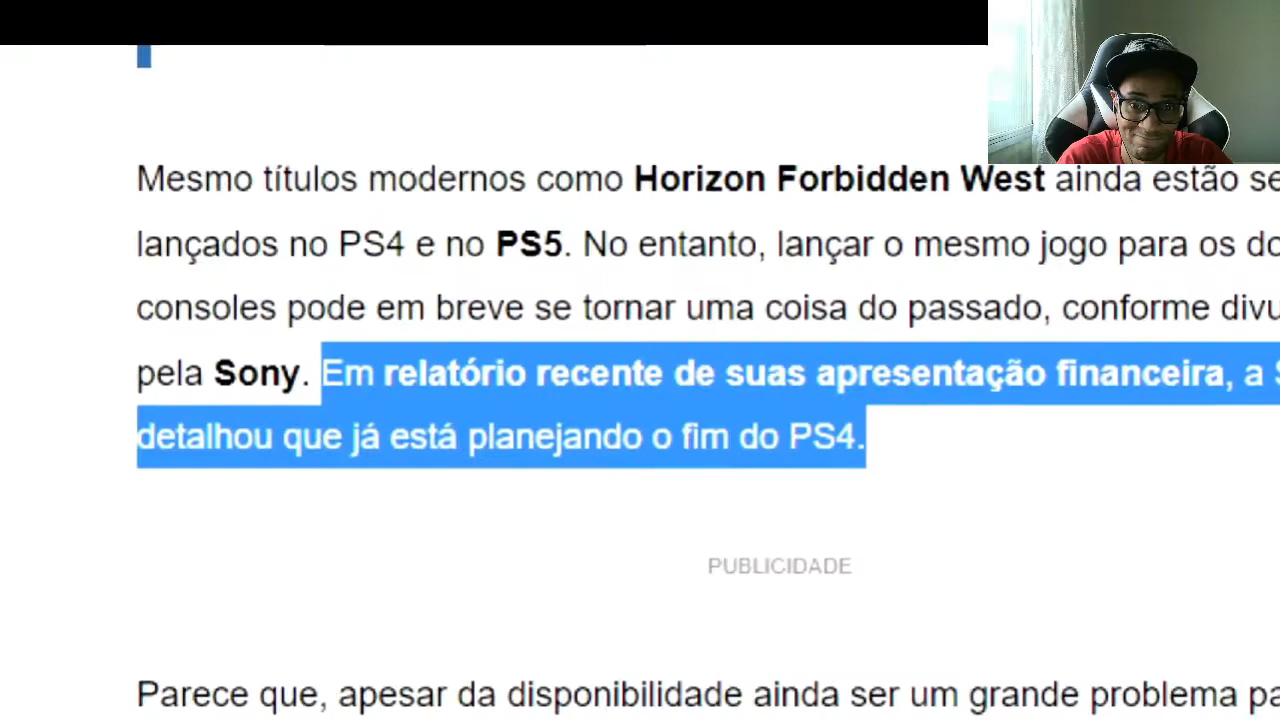 Mesmo títulos modernos como Horizon Forbidden West ainda estão se
lançados no PS4 e no PS5. No entanto, lançar o mesmo jogo para os do
consoles pode em breve se tornar uma coisa do passado, conforme divu
pela Sony. Em relatório recente de suas apresentação financeira, a S
detalhou que já está planejando o fim do PS4.
PUBLICIDADE
Parece que, apesar da disponibilidade ainda ser um grande problema pa